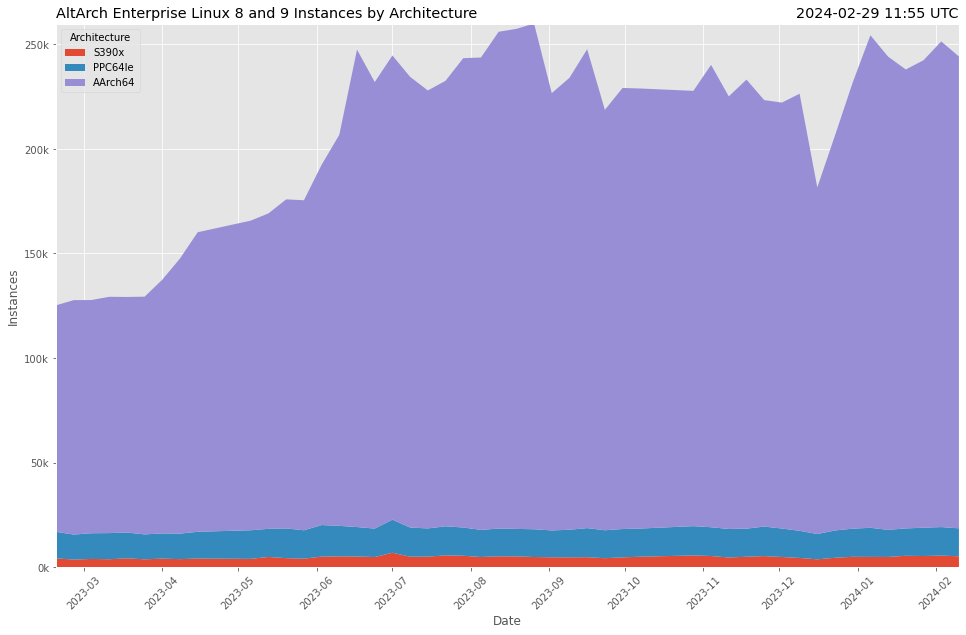 AltArch Enterprise Linux 8 and 9 Instances by Architecture
2024-02-29 11:55 UTC
Architecture
S390x
PPC64le
AArch64
250k
200k
150k
100k
50k
0k
Instances
2023-03
2023-04
2023-05
2023-06
2023-07
2023-08
2023-09
2023-10
2023-11
2023-12
2024-01
2024-02
Date